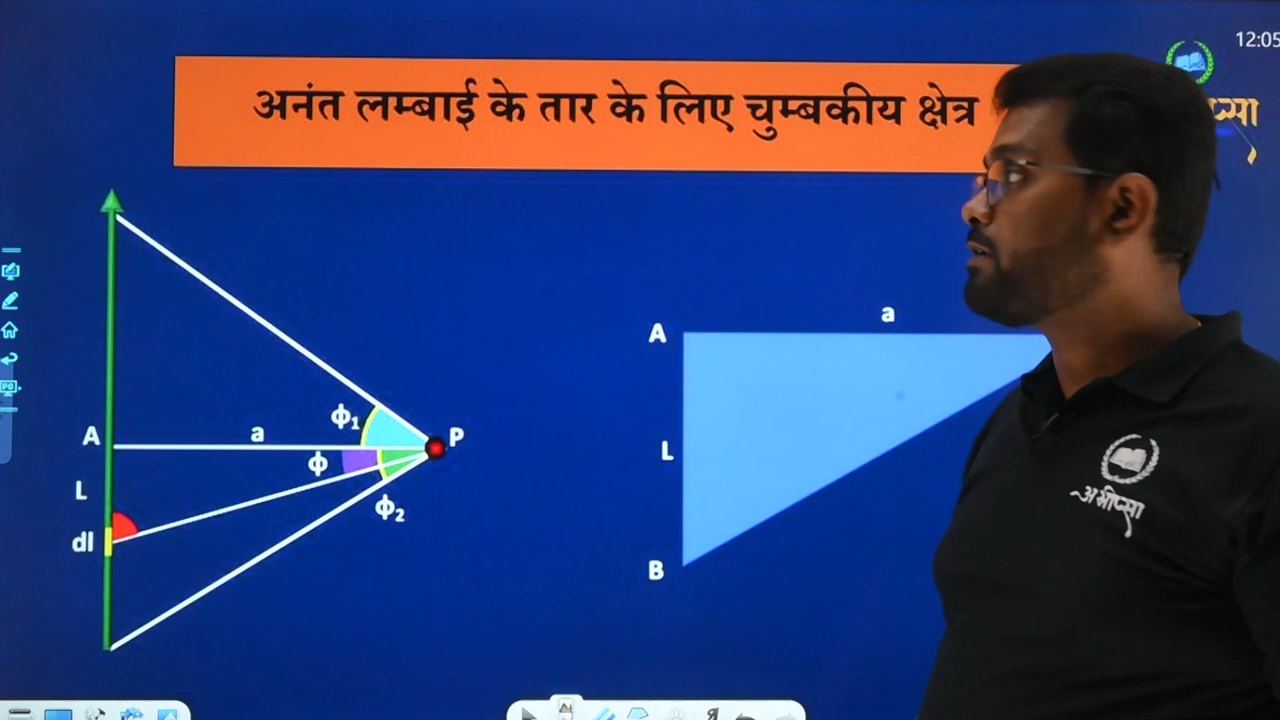 12:05
अनंत लम्बाई के तार के लिए चुम्बकीय क्षेत्र
प्सा
a
A
ϕ₁
A
a
P
ϕ
L
L
ϕ₂
dl
B
अभीप्सा